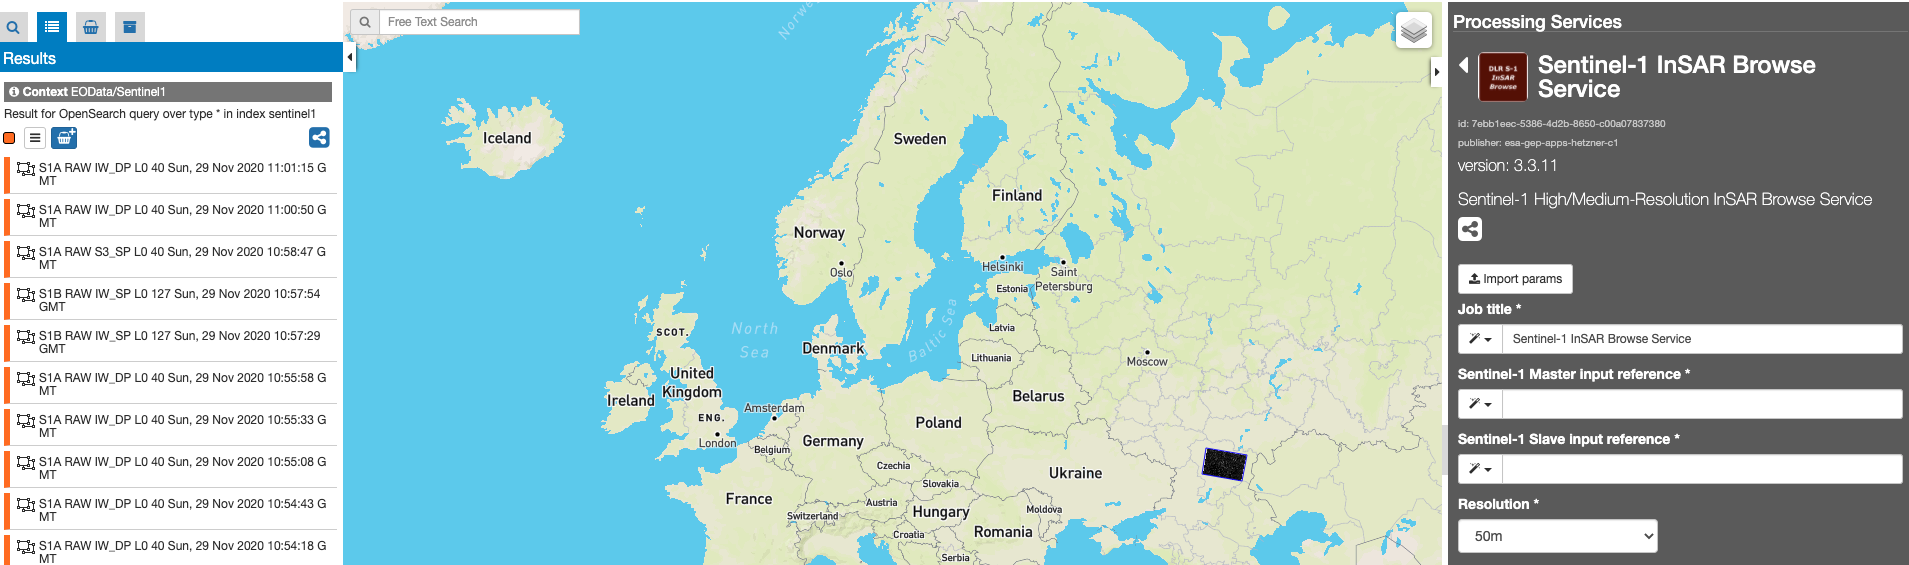 Results
Context EOData/Sentinel1
Result for OpenSearch query over type * in index sentinel1
S1A RAW IW_DP L0 40 Sun, 29 Nov 2020 11:01:15 G
MT
S1A RAW IW_DP L0 40 Sun, 29 Nov 2020 11:00:50 G
MT
S1A RAW S3_SP L0 40 Sun, 29 Nov 2020 10:58:47 G
MT
S1B RAW IW_SP L0 127 Sun, 29 Nov 2020 10:57:54
GMT
S1B RAW IW_SP L0 127 Sun, 29 Nov 2020 10:57:29
GMT
S1A RAW IW_DP L0 40 Sun, 29 Nov 2020 10:55:58 G
MT
S1A RAW IW_DP L0 40 Sun, 29 Nov 2020 10:55:33 G
MT
S1A RAW IW_DP L0 40 Sun, 29 Nov 2020 10:55:08 G
MT
S1A RAW IW_DP L0 40 Sun, 29 Nov 2020 10:54:43 G
MT
S1A RAW IW_DP L0 40 Sun, 29 Nov 2020 10:54:18 G
MT
Free Text Search
Iceland
Sweden
Finland
Norway
Oslo
Helsinki
Saint
Petersburg
Estonia
Baltic Sea
Latvia
North
Sea
SCOT.
Denmark
Lithuania
Moscow
United
Kingdom
Ireland
Belarus
Amsterdam
ENG.
London
Poland
Germany
Belgium
Czechia
Ukraine
Slovakia
France
Austria
Hungary
Moldova
Switzerland
Croatia
Romania
Serbia
Processing Services
DLR S-1
InSAR
Browse
Sentinel-1 InSAR Browse
Service
id: 7ebb1eec-5386-4d2b-8650-c00a07837380
publisher: esa-gep-apps-hetzner-c1
version: 3.3.11
Sentinel-1 High/Medium-Resolution InSAR Browse Service
Import params
Job title *
Sentinel-1 InSAR Browse Service
Sentinel-1 Master input reference *
Sentinel-1 Slave input reference *
Resolution *
50m